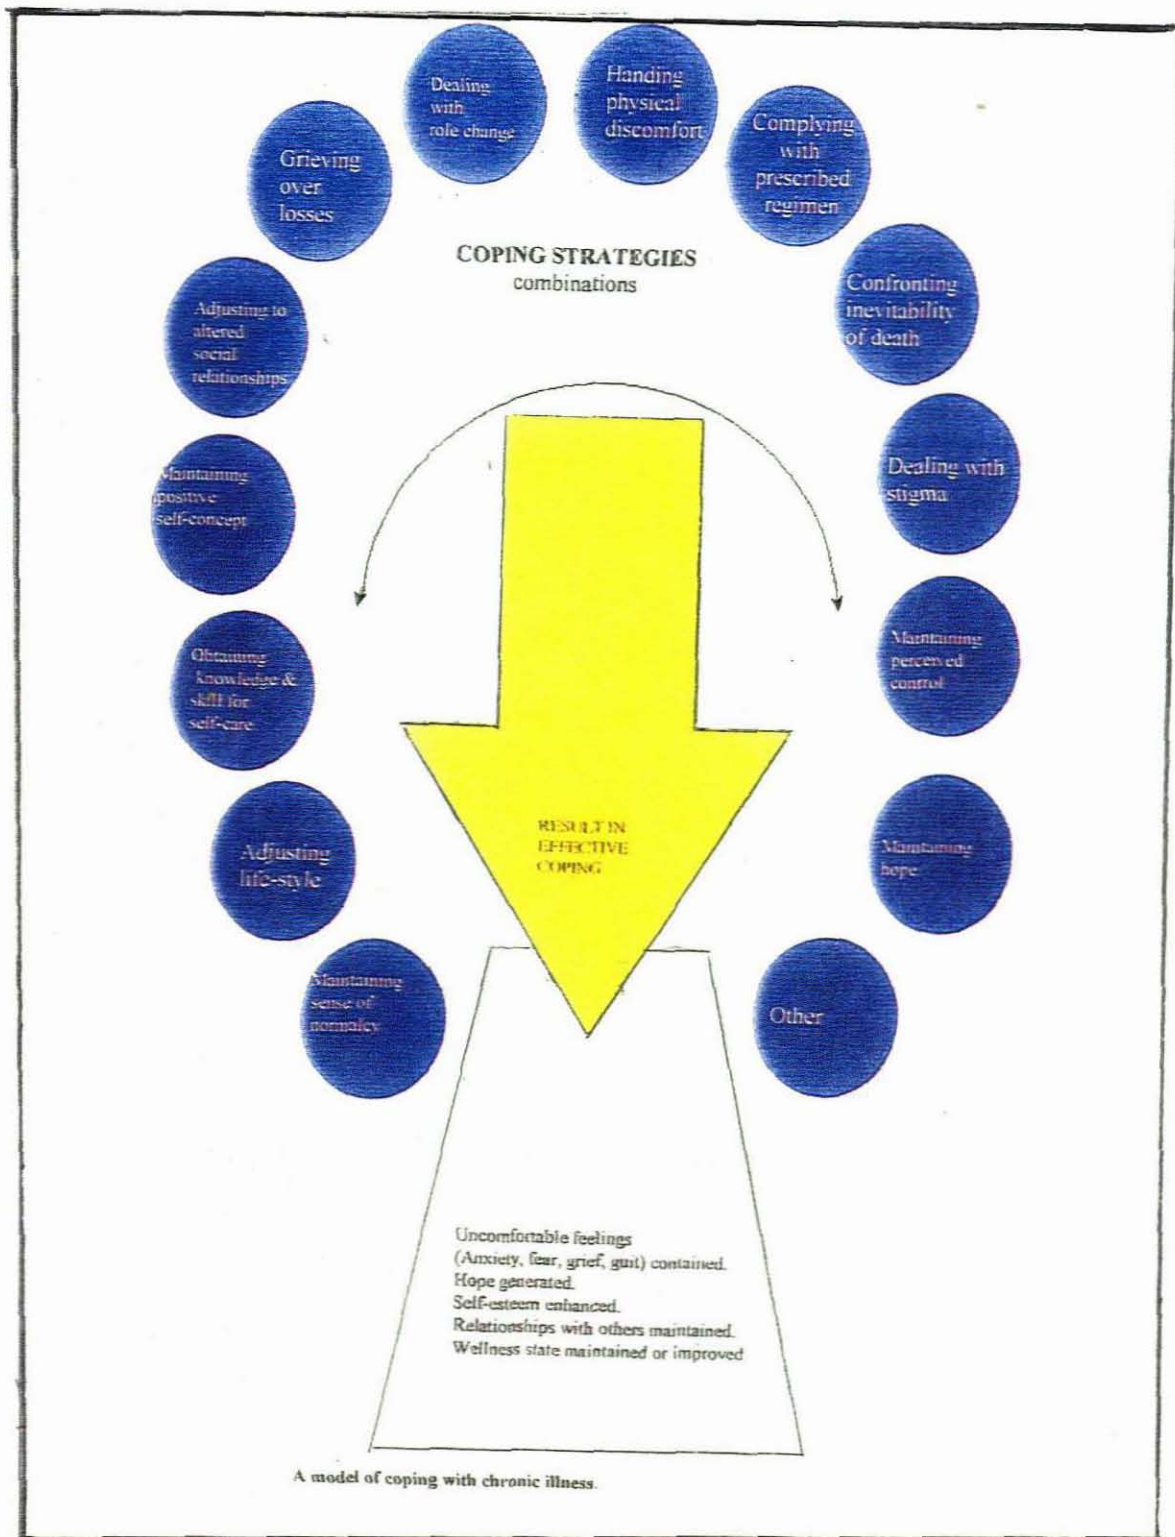 Dealing
with
role change
Handing
physical
discomfort
Complying
with
prescribed
regimen
Grieving
over
losses
COPING STRATEGIES
combinations
Confronting
inevitability
of death
Adjusting to
altered
social
relationships
Dealing with
stigma
Maintaining
positive
self-concept
Maintaining
perceived
control
Obtaining
knowledge &
skill for
self-care
RESULT IN
EFFECTIVE
COPING
Adjusting
life-style
Maintaining
hope
Maintaining
sense of
normalcy
Other
Uncomfortable feelings
(Anxiety, fear, grief, guit) contained.
Hope generated.
Self-esteem enhanced.
Relationships with others maintained.
Wellness state maintained or improved
A model of coping with chronic illness.